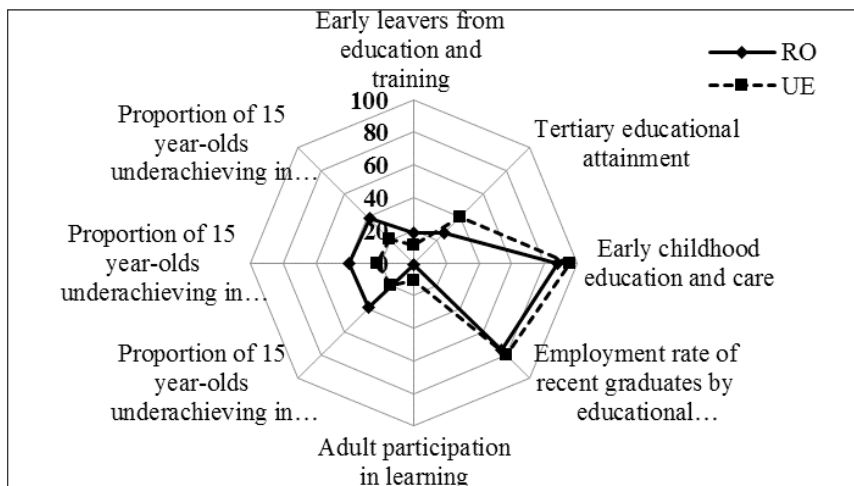 Early leavers from
education and
training
RO
UE
Tertiary educational
attainment
Early childhood
education and care
Employment rate of
recent graduates by
educational…
Adult participation
in learning
Proportion of 15
year-olds
underachieving in…
Proportion of 15
year-olds
underachieving in…
Proportion of 15
year-olds
underachieving in…
100
80
60
40
20
0